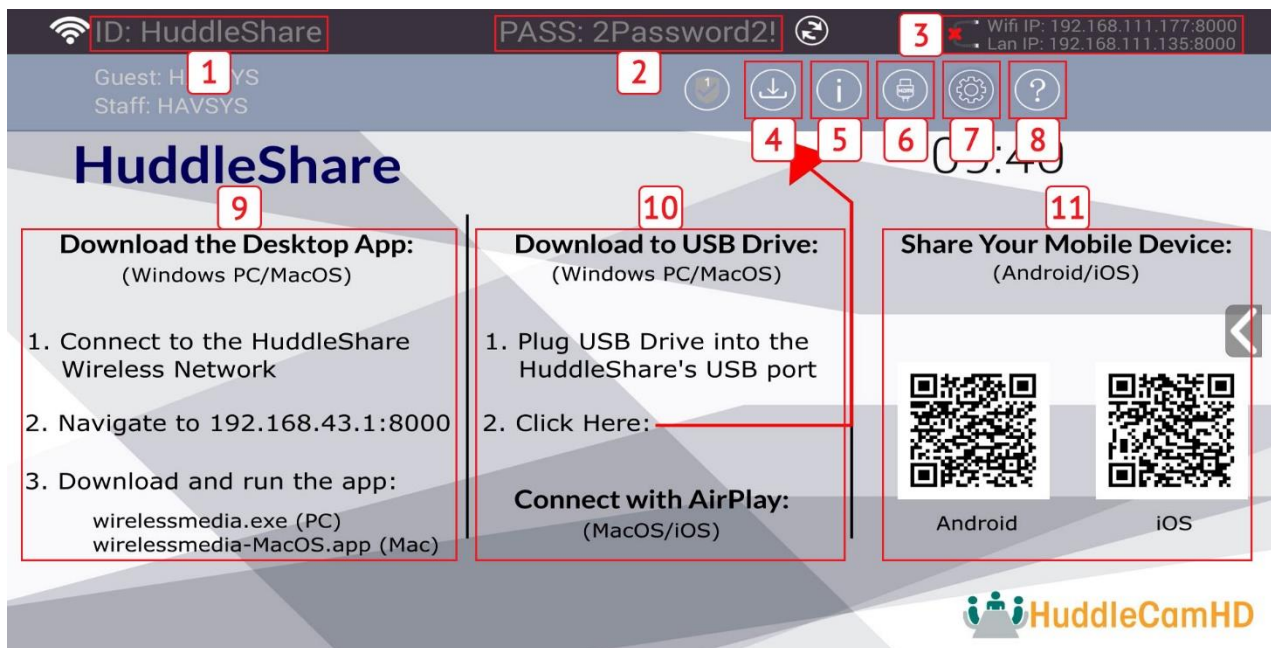 ID: HuddleShare
PASS: 2Password2!
3
Wifi IP: 192.168.111.177:8000
Lan IP: 192.168.111.135:8000
1
2
Guest:
Staff: HAVSYS
1
i
HDMI
?
4
5
6
7
8
HuddleShare
9
10
11
Download the Desktop App:
(Windows PC/MacOS)
1. Connect to the HuddleShare
Wireless Network
2. Navigate to 192.168.43.1:8000
3. Download and run the app:
wirelessmedia.exe (PC)
wirelessmedia-MacOS.app (Mac)
Download to USB Drive:
(Windows PC/MacOS)
1. Plug USB Drive into the
HuddleShare's USB port
2. Click Here:
Connect with AirPlay:
(MacOS/iOS)
Share Your Mobile Device:
(Android/iOS)
Android
iOS
HuddleCamHD